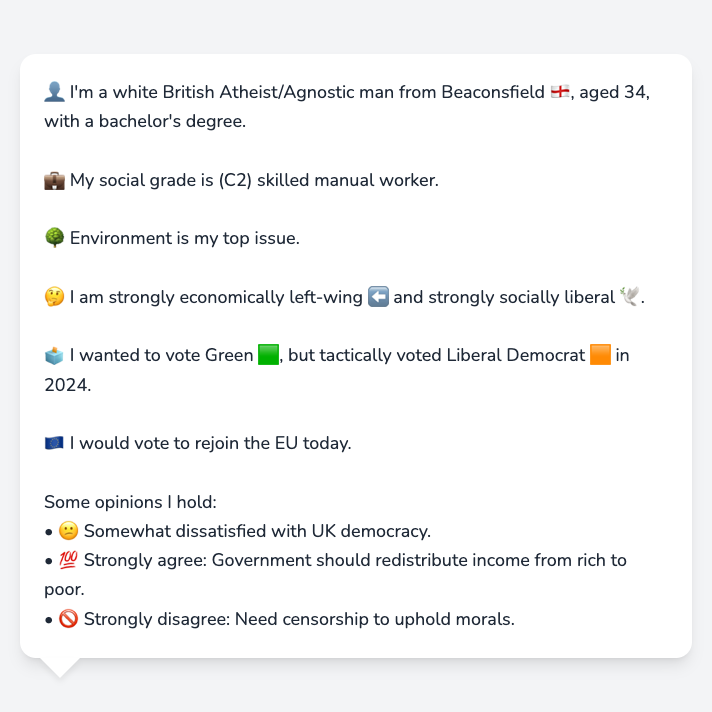 👤 I'm a white British Atheist/Agnostic man from Beaconsfield 🏴󠁧󠁢󠁥󠁮󠁧󠁿, aged 34,
with a bachelor's degree.
💼 My social grade is (C2) skilled manual worker.
🌳 Environment is my top issue.
🤔 I am strongly economically left-wing ⬅️ and strongly socially liberal 🕊️.
🗳️ I wanted to vote Green 🟩, but tactically voted Liberal Democrat 🟧 in
2024.
🇪🇺 I would vote to rejoin the EU today.
Some opinions I hold:
• 🙁 Somewhat dissatisfied with UK democracy.
• 💯 Strongly agree: Government should redistribute income from rich to
poor.
• 🚫 Strongly disagree: Need censorship to uphold morals.